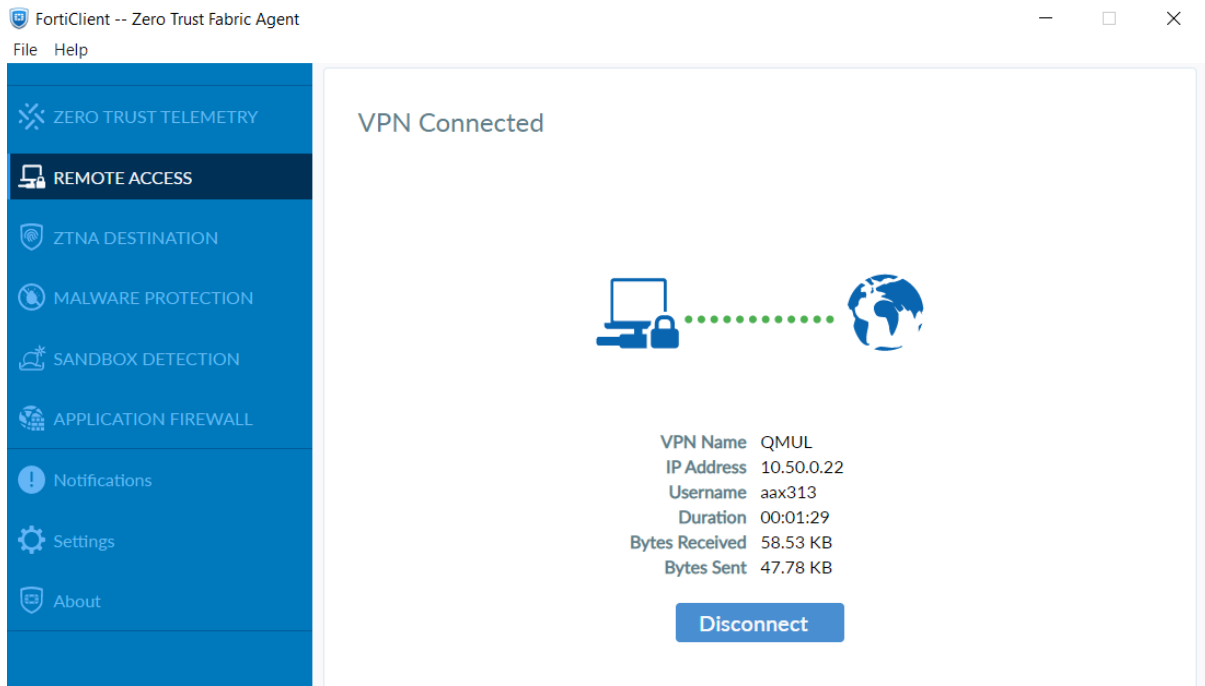 FortiClient -- Zero Trust Fabric Agent
File Help
ZERO TRUST TELEMETRY
REMOTE ACCESS
ZTNA DESTINATION
MALWARE PROTECTION
SANDBOX DETECTION
APPLICATION FIREWALL
Notifications
Settings
About
VPN Connected
VPN Name QMUL
IP Address 10.50.0.22
Username aax313
Duration 00:01:29
Bytes Received 58.53 KB
Bytes Sent 47.78 KB
Disconnect